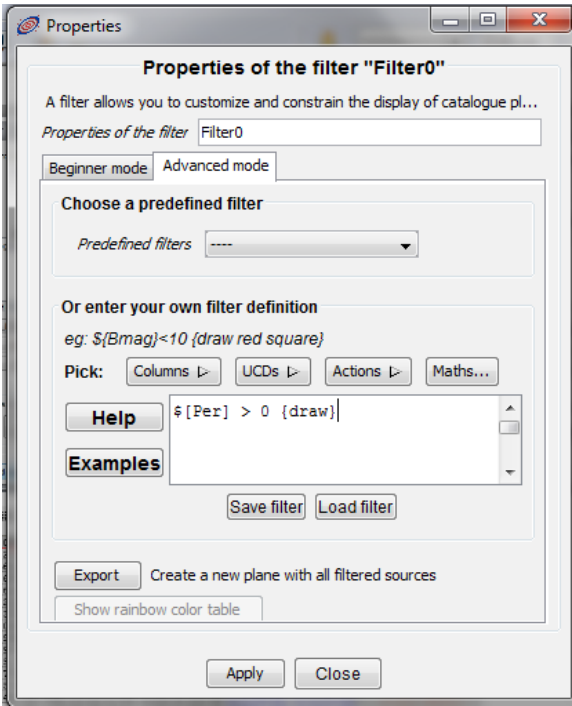 Properties
Properties of the filter "Filter0"
A filter allows you to customize and constrain the display of catalogue pl...
Properties of the filter Filter0
Beginner mode Advanced mode
Choose a predefined filter
Predefined filters ----
Or enter your own filter definition
eg: ${Bmag}<10 {draw red square}
Pick: Columns UCDs Actions Maths...
Help
$[Per] > 0 {draw}
Examples
Save filter Load filter
Export Create a new plane with all filtered sources
Show rainbow color table
Apply Close